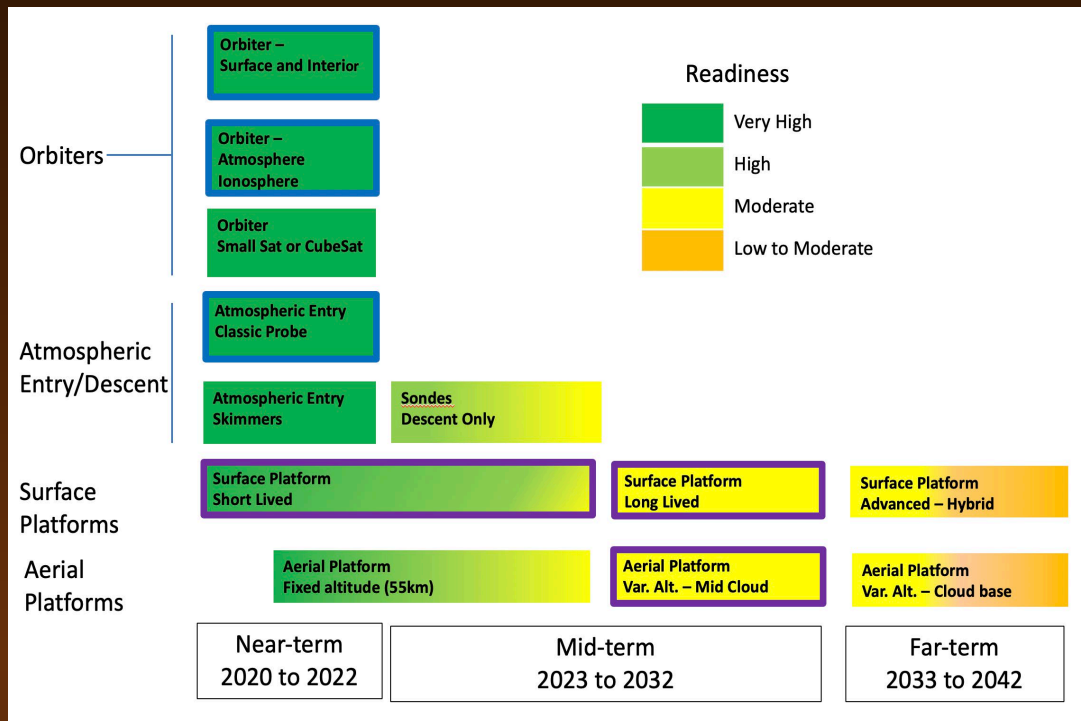 Orbiters
Orbiter –
Surface and Interior
Orbiter –
Atmosphere
Ionosphere
Orbiter
Small Sat or CubeSat
Readiness
Very High
High
Moderate
Low to Moderate
Atmospheric
Entry/Descent
Atmospheric Entry
Classic Probe
Atmospheric Entry
Skimmers
Sondes
Descent Only
Surface
Platforms
Surface Platform
Short Lived
Surface Platform
Long Lived
Surface Platform
Advanced – Hybrid
Aerial
Platforms
Aerial Platform
Fixed altitude (55km)
Aerial Platform
Var. Alt. – Mid Cloud
Aerial Platform
Var. Alt. – Cloud base
Near-term
2020 to 2022
Mid-term
2023 to 2032
Far-term
2033 to 2042